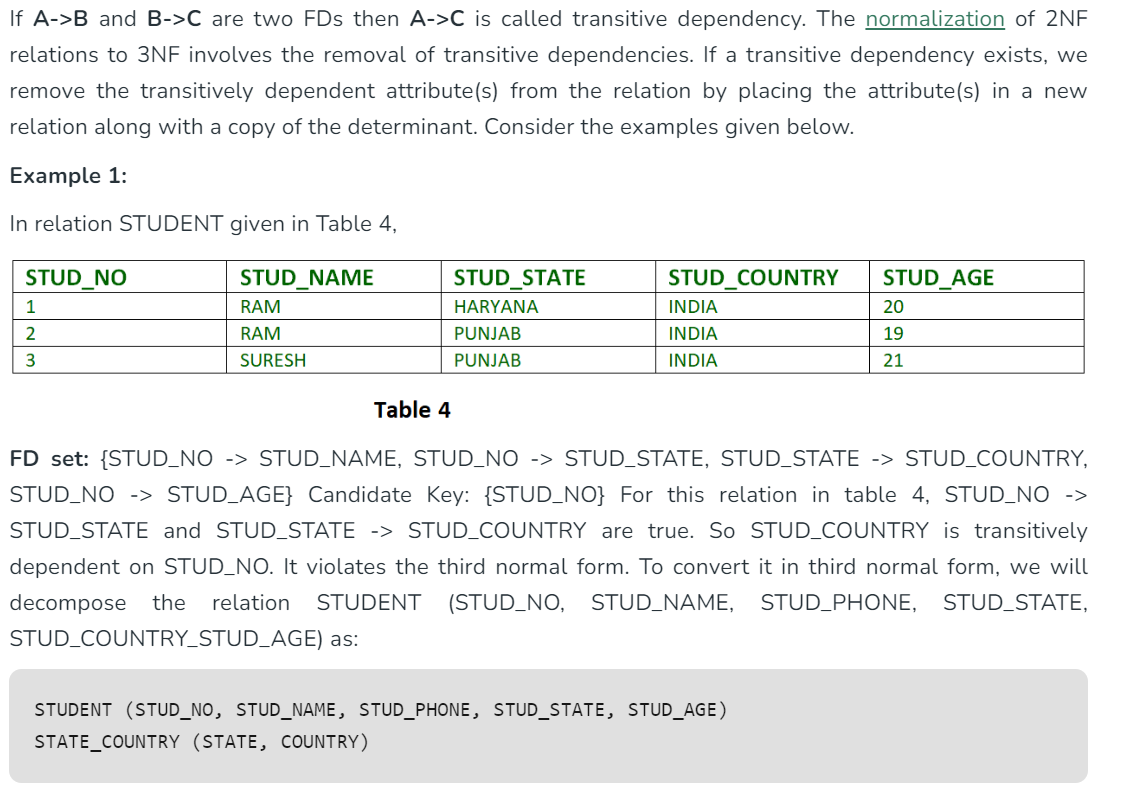 If A->B and B->C are two FDs then A->C is called transitive dependency. The normalization of 2NF
relations to 3NF involves the removal of transitive dependencies. If a transitive dependency exists, we
remove the transitively dependent attribute(s) from the relation by placing the attribute(s) in a new
relation along with a copy of the determinant. Consider the examples given below.
Example 1:
In relation STUDENT given in Table 4,
STUD_NO STUD_NAME STUD_STATE STUD_COUNTRY STUD_AGE
1 RAM HARYANA INDIA 20
2 RAM PUNJAB INDIA 19
3 SURESH PUNJAB INDIA 21
Table 4
FD set: {STUD_NO -> STUD_NAME, STUD_NO -> STUD_STATE, STUD_STATE -> STUD_COUNTRY,
STUD_NO -> STUD_AGE} Candidate Key: {STUD_NO} For this relation in table 4, STUD_NO ->
STUD_STATE and STUD_STATE -> STUD_COUNTRY are true. So STUD_COUNTRY is transitively
dependent on STUD_NO. It violates the third normal form. To convert it in third normal form, we will
decompose the relation STUDENT (STUD_NO, STUD_NAME, STUD_PHONE, STUD_STATE,
STUD_COUNTRY_STUD_AGE) as:
STUDENT (STUD_NO, STUD_NAME, STUD_PHONE, STUD_STATE, STUD_AGE)
STATE_COUNTRY (STATE, COUNTRY)